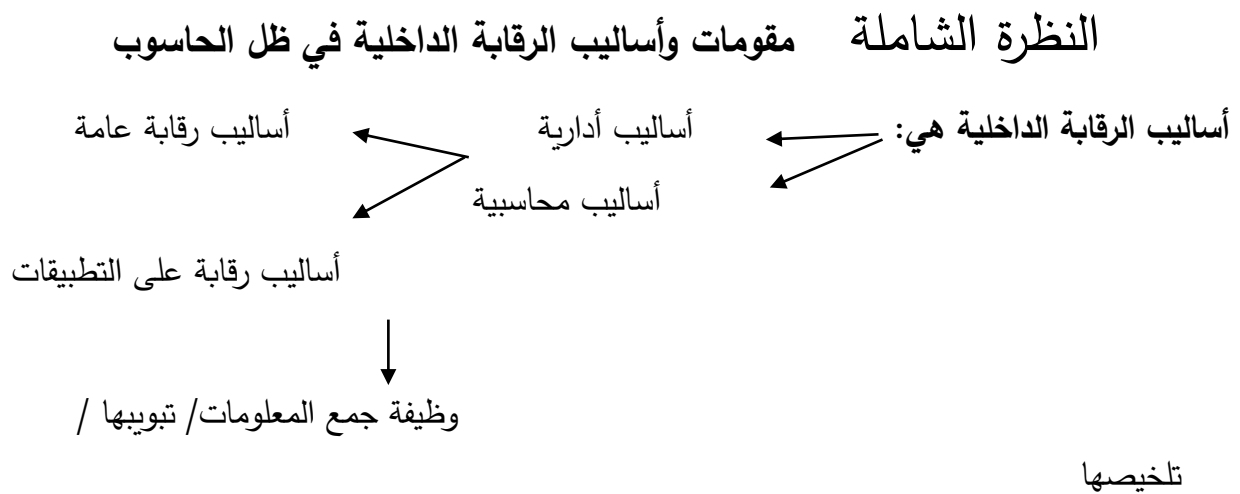 النظرة الشاملة مقومات وأساليب الرقابة الداخلية في ظل الحاسوب
أساليب الرقابة الداخلية هي: أساليب أدارية أساليب رقابة عامة
أساليب محاسبية
أساليب رقابة على التطبيقات
وظيفة جمع المعلومات/ تبويبها /
تلخيصها